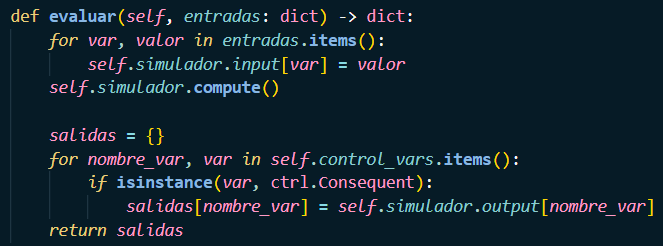 def evaluar(self, entradas: dict) -> dict:
    for var, valor in entradas.items():
        self.simulador.input[var] = valor
    self.simulador.compute()

    salidas = {}
    for nombre_var, var in self.control_vars.items():
        if isinstance(var, ctrl.Consequent):
            salidas[nombre_var] = self.simulador.output[nombre_var]
    return salidas